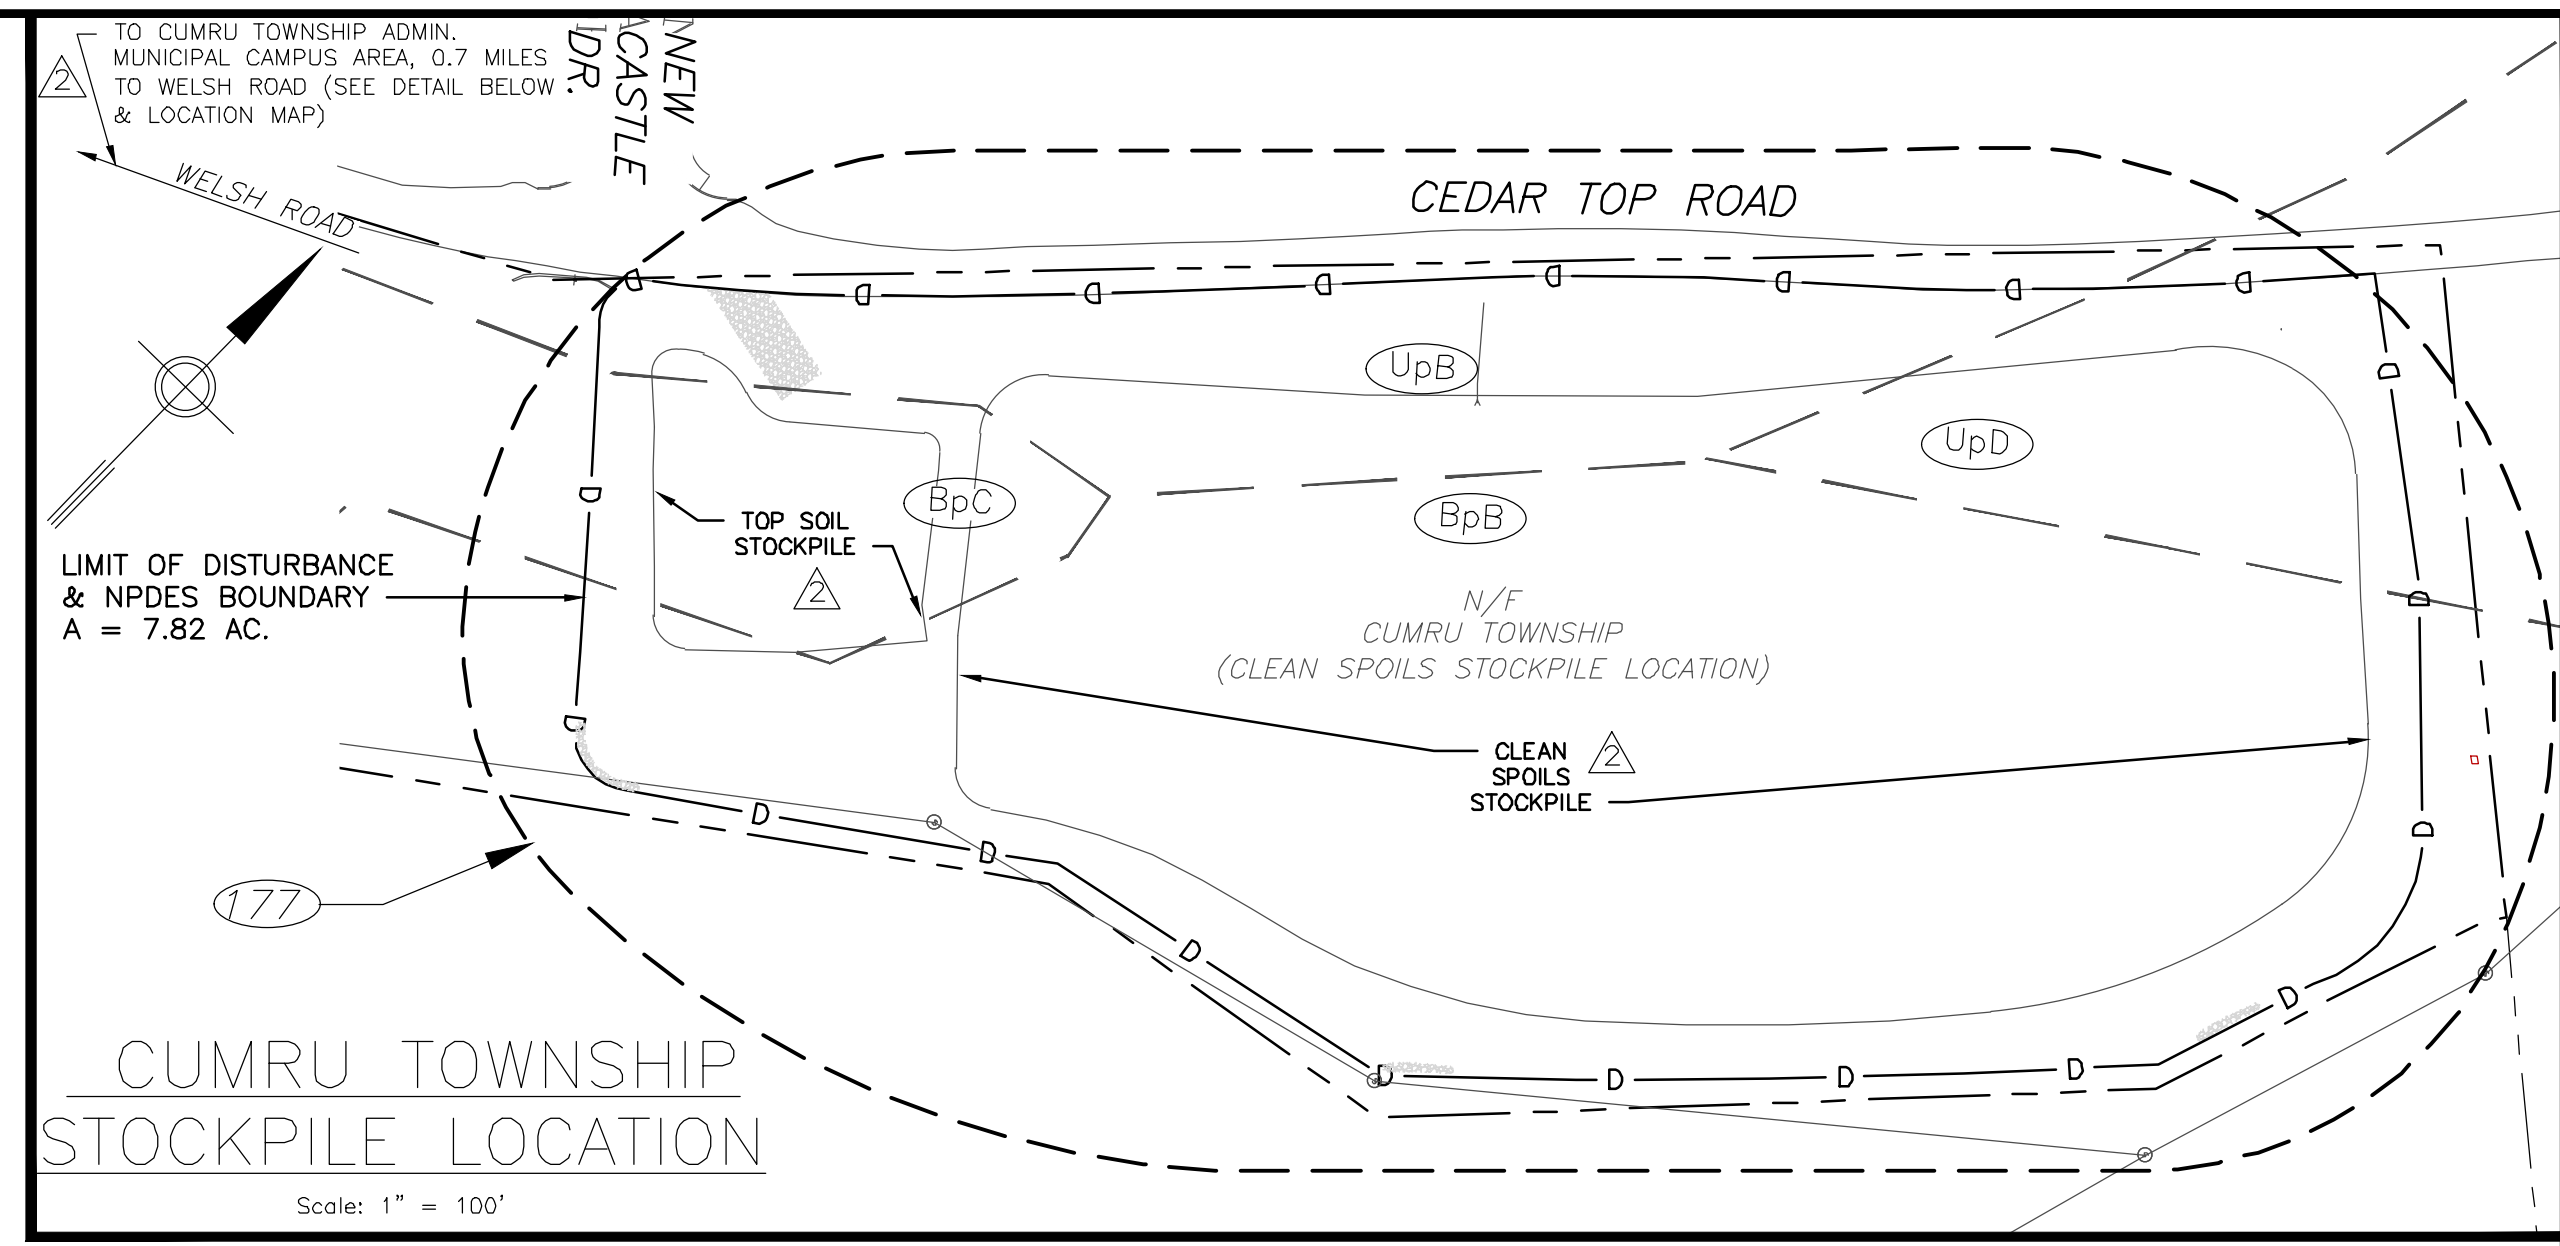 TO CUMRU TOWNSHIP ADMIN.
MUNICIPAL CAMPUS AREA, 0.7 MILES
TO WELSH ROAD (SEE DETAIL BELOW
& LOCATION MAP)
2
NEW
CASTLE
DR.
WELSH ROAD
CEDAR TOP ROAD
D
D
D
D
D
D
D
D
D
UpB
UpD
BpC
BpB
D
TOP SOIL
STOCKPILE
2
LIMIT OF DISTURBANCE
& NPDES BOUNDARY
A = 7.82 AC.
N/F
CUMRU TOWNSHIP
(CLEAN SPOILS STOCKPILE LOCATION)
D
D
CLEAN
SPOILS
STOCKPILE
2
D
D
D
177
D
D
D
D
D
D
CUMRU TOWNSHIP
STOCKPILE LOCATION
Scale: 1" = 100'